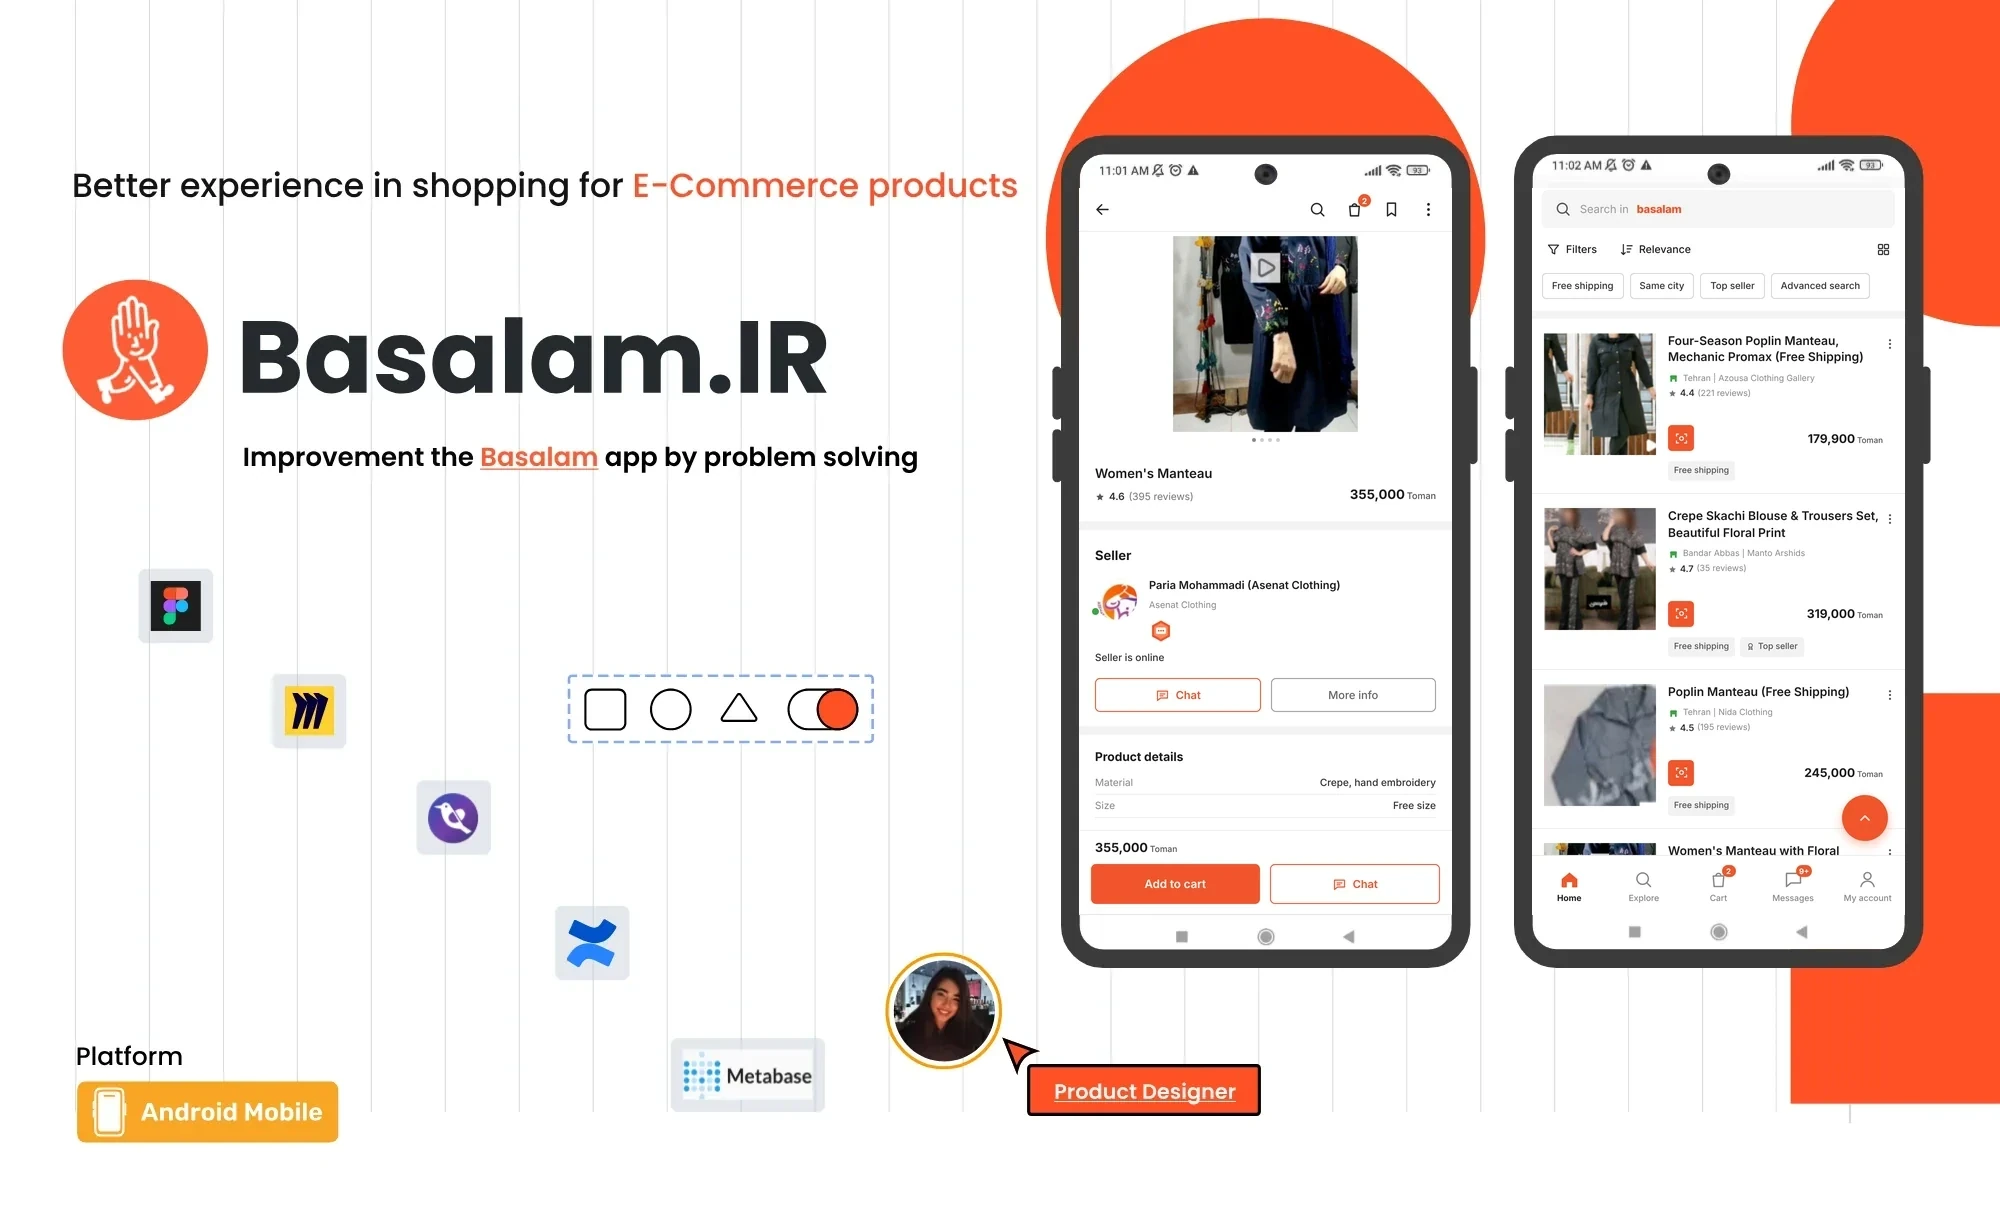 Better experience in shopping for E-Commerce products
Basalam.IR
Improvement the Basalam app by problem solving
Metabase
Platform
Android Mobile
Product Designer
11:01 AM
93
2
Women's Manteau
4.6 (395 reviews)
355,000 Toman
Seller
Paria Mohammadi (Asenat Clothing)
Asenat Clothing
Seller is online
Chat
More info
Product details
Material
Crepe, hand embroidery
Size
Free size
355,000 Toman
Add to cart
Chat
11:02 AM
93
Search in basalam
Filters
Relevance
Free shipping
Same city
Top seller
Advanced search
Four-Season Poplin Manteau,
Mechanic Promax (Free Shipping)
Tehran | Azousa Clothing Gallery
4.4 (221 reviews)
179,900 Toman
Free shipping
Crepe Skachi Blouse & Trousers Set,
Beautiful Floral Print
Bandar Abbas | Manto Arshids
4.7 (35 reviews)
319,000 Toman
Free shipping
Top seller
Poplin Manteau (Free Shipping)
Tehran | Nida Clothing
4.5 (195 reviews)
245,000 Toman
Free shipping
Women's Manteau with Floral
Home
Explore
2
Cart
9+
Messages
My account